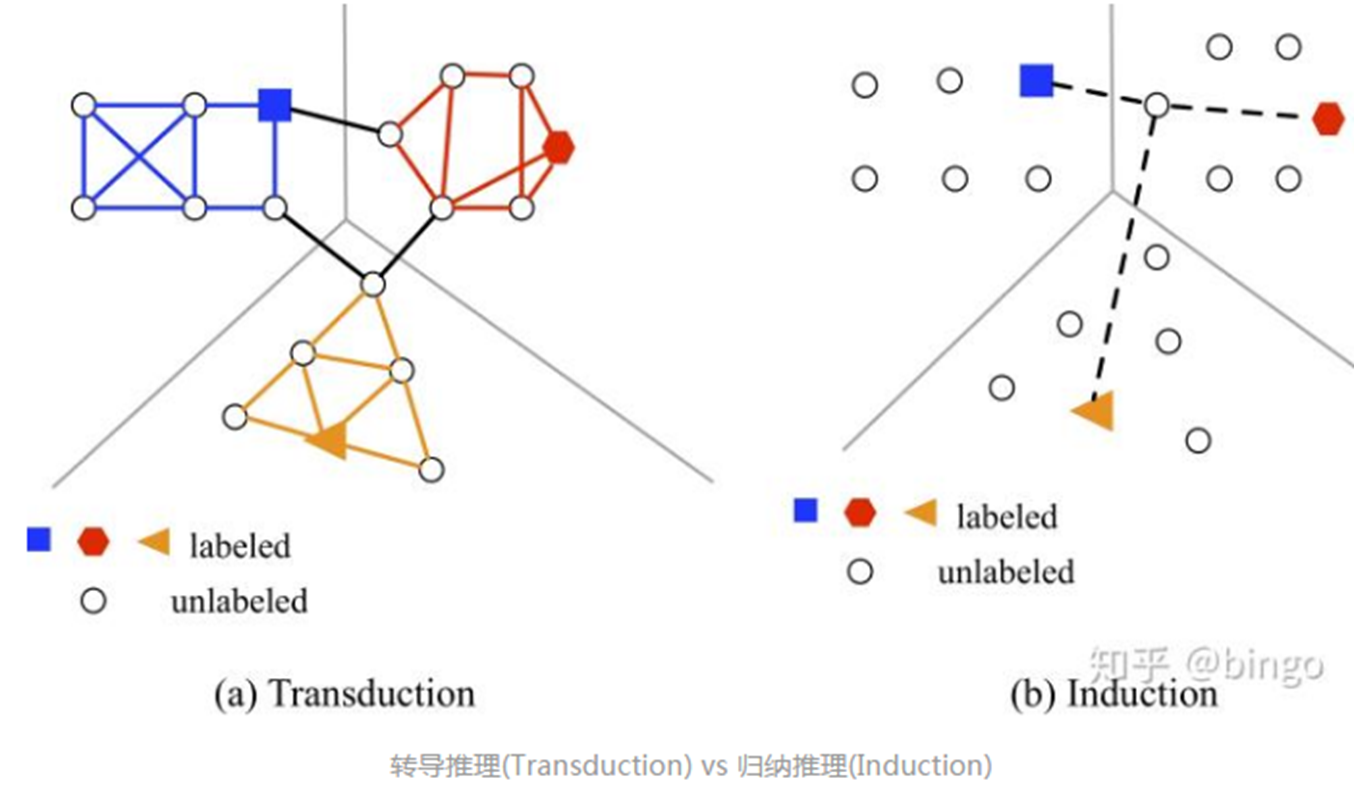 labeled
unlabeled
(a) Transduction
labeled
unlabeled
知乎 @bingo
(b) Induction
转导推理(Transduction) vs 归纳推理(Induction)